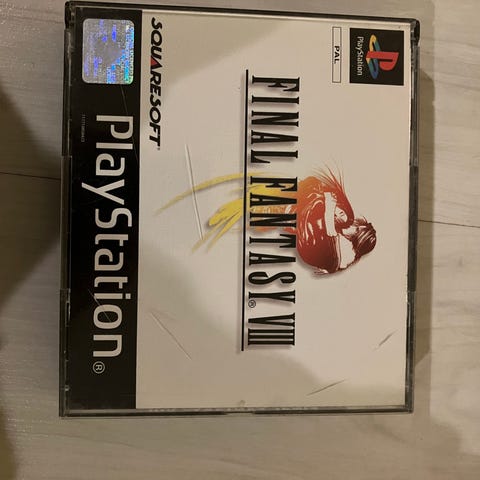 PlayStation
PAL
FINAL FANTASY® VIII
SQUARESOFT
PlayStation®